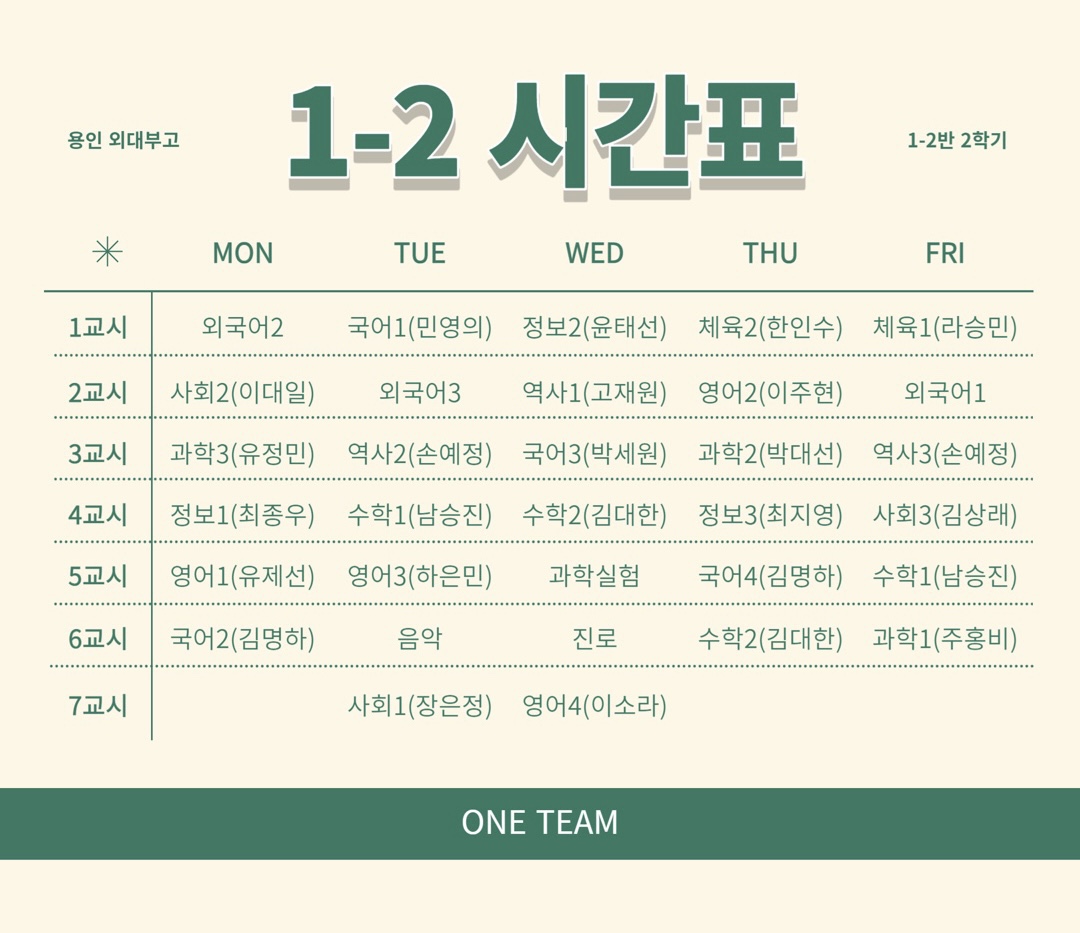 용인 외대부고 1-2 시간표 1-2반 2학기
MON TUE WED THU FRI
1교시 외국어2 국어1(민영의) 정보2(윤태선) 체육2(한인수) 체육1(라승민)
2교시 사회2(이대일) 외국어3 역사1(고재원) 영어2(이주현) 외국어1
3교시 과학3(유정민) 역사2(손예정) 국어3(박세원) 과학2(박대선) 역사3(손예정)
4교시 정보1(최종우) 수학1(남승진) 수학2(김대한) 정보3(최지영) 사회3(김상래)
5교시 영어1(유제선) 영어3(하은민) 과학실험 국어4(김명하) 수학1(남승진)
6교시 국어2(김명하) 음악 진로 수학2(김대한) 과학1(주홍비)
7교시 사회1(장은정) 영어4(이소라)
ONE TEAM